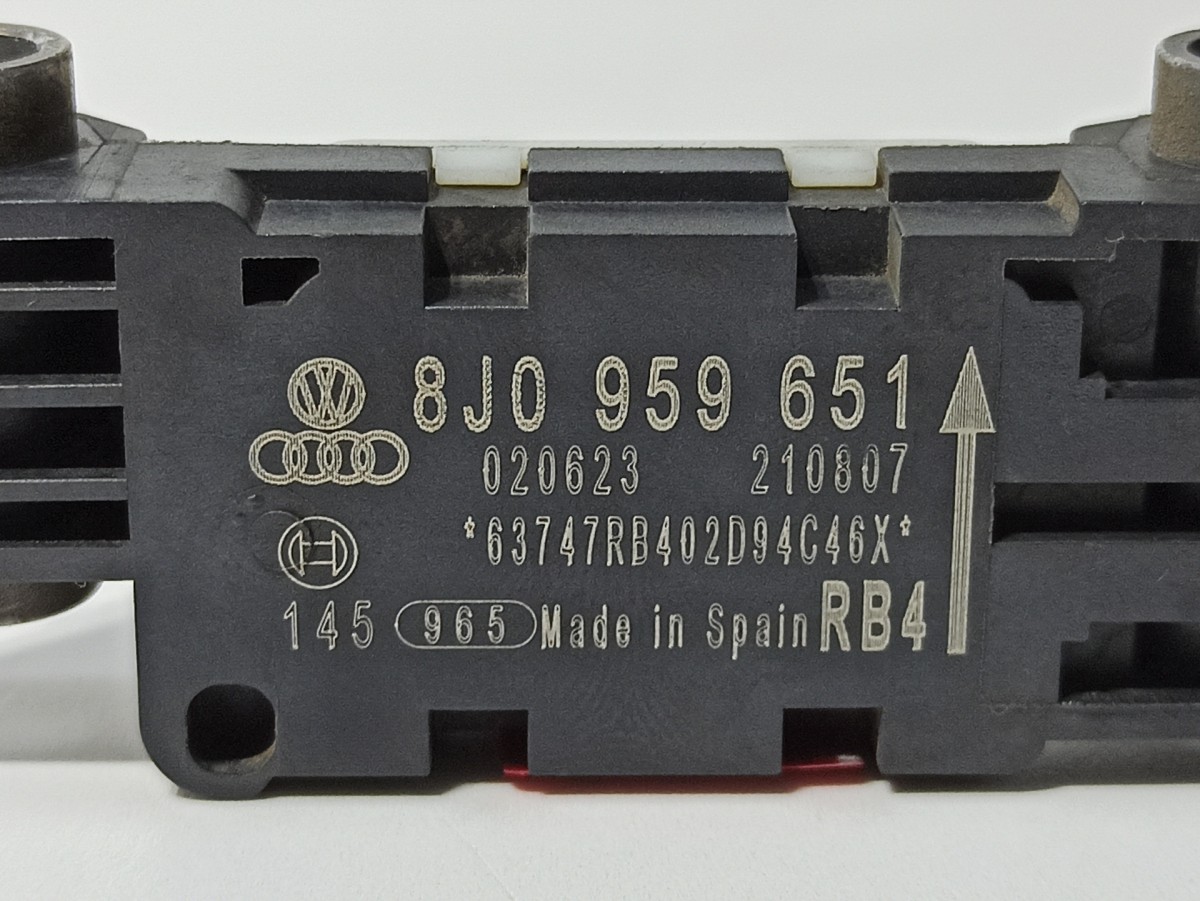 8J0 959 651
020623 210807
*63747RB402D94C46X*
145 965 Made in Spain RB4